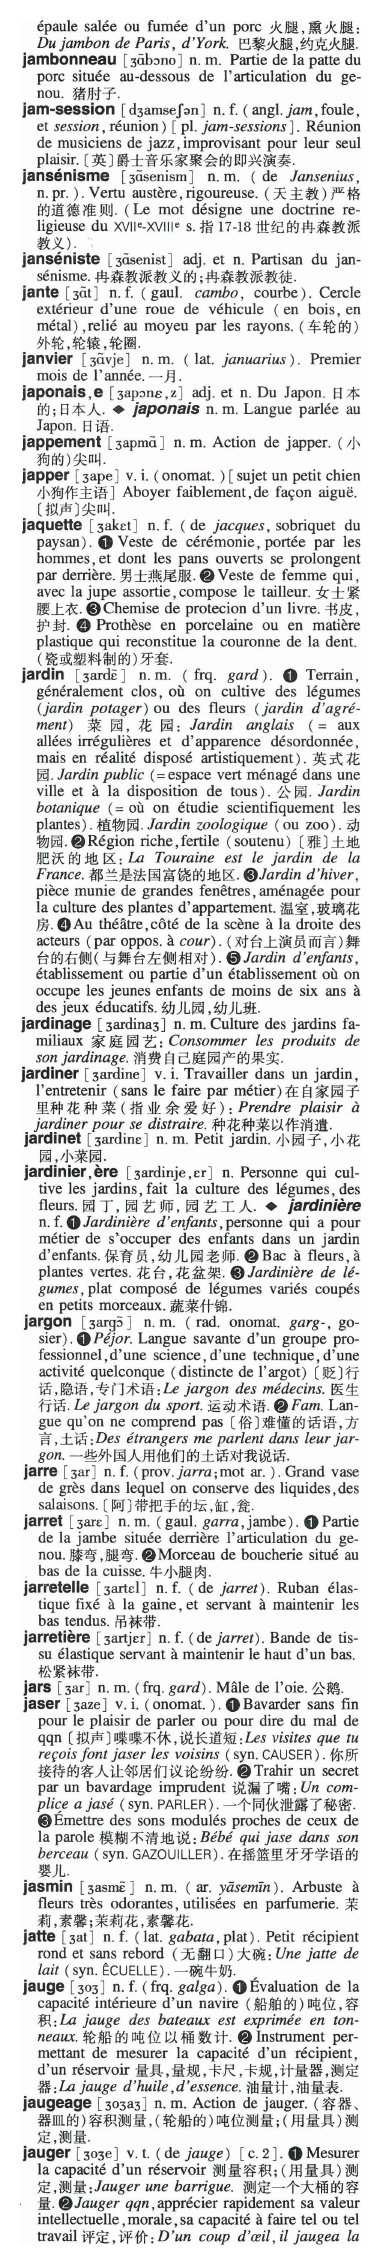 épaule salée ou fumée d'un porc 火腿,熏火腿:
Du jambon de Paris, d'York. 巴黎火腿,约克火腿.
jambonneau [ʒɑ̃bɔno] n. m. Partie de la patte du
porc située au-dessous de l'articulation du ge-
nou. 猪肘子.
jam-session [dʒamseʃən] n. f. (angl. jam, foule,
et session, réunion) [pl. jam-sessions]. Réunion
de musiciens de jazz, improvisant pour leur seul
plaisir. [英]爵士音乐家聚会的即兴演奏.
jansénisme [ʒɑ̃senism] n. m. (de Jansenius,
n. pr.). Vertu austère, rigoureuse. (天主教)严格
的道德准则. (Le mot désigne une doctrine re-
ligieuse du XVIIe-XVIIIe s. 指 17-18 世纪的冉森教派
教义).
janséniste [ʒɑ̃senist] adj. et n. Partisan du jan-
sénisme. 冉森教派教义的;冉森教派教徒.
jante [ʒɑ̃t] n. f. (gaul. cambo, courbe). Cercle
extérieur d'une roue de véhicule (en bois, en
métal), relié au moyeu par les rayons. (车轮的)
外轮,轮辕,轮圈.
janvier [ʒɑ̃vje] n. m. (lat. januarius). Premier
mois de l'année. 一月.
japonais,e [ʒapɔnɛ,z] adj. et n. Du Japon. 日本
的;日本人. ◆ japonais n. m. Langue parlée au
Japon. 日语.
jappement [ʒapmɑ̃] n. m. Action de japper. (小
狗的)尖叫.
japper [ʒape] v. i. (onomat.) [sujet un petit chien
小狗作主语] Aboyer faiblement, de façon aiguë.
[拟声]尖叫.
jaquette [ʒakɛt] n. f. (de jacques, sobriquet du
paysan). ❶ Veste de cérémonie, portée par les
hommes, et dont les pans ouverts se prolongent
par derrière. 男士燕尾服. ❷ Veste de femme qui,
avec la jupe assortie, compose le tailleur. 女士紧
腰上衣. ❸ Chemise de protecion d'un livre. 书皮,
护封. ❹ Prothèse en porcelaine ou en matière
plastique qui reconstitue la couronne de la dent.
(瓷或塑料制的)牙套.
jardin [ʒardɛ̃] n. m. (frq. gard). ❶ Terrain,
généralement clos, où on cultive des légumes
(jardin potager) ou des fleurs (jardin d'agré-
ment) 菜园, 花园: Jardin anglais (= aux
allées irrégulières et d'apparence désordonnée,
mais en réalité disposé artistiquement). 英式花
园. Jardin public (=espace vert ménagé dans une
ville et à la disposition de tous). 公园. Jardin
botanique (= où on étudie scientifiquement les
plantes). 植物园. Jardin zoologique (ou zoo). 动
物园. ❷ Région riche, fertile (soutenu) [雅]土地
肥沃的地区: La Touraine est le jardin de la
France. 都兰是法国富饶的地区. ❸ Jardin d'hiver,
pièce munie de grandes fenêtres, aménagée pour
la culture des plantes d'appartement. 温室,玻璃花
房. ❹ Au théâtre, côté de la scène à la droite des
acteurs (par oppos. à cour). (对台上演员而言)舞
台的右侧(与舞台左侧相对). ❺ Jardin d'enfants,
établissement ou partie d'un établissement où on
occupe les jeunes enfants de moins de six ans à
des jeux éducatifs. 幼儿园,幼儿班.
jardinage [ʒardinaʒ] n. m. Culture des jardins fa-
miliaux 家庭园艺: Consommer les produits de
son jardinage. 消费自己庭园产的果实.
jardiner [ʒardine] v. i. Travailler dans un jardin,
l'entretenir (sans le faire par métier) 在自家园子
里种花种菜(指业余爱好): Prendre plaisir à
jardiner pour se distraire. 种花种菜以作消遣.
jardinet [ʒardinɛ] n. m. Petit jardin. 小园子,小花
园,小菜园.
jardinier,ère [ʒardinje,ɛr] n. Personne qui cul-
tive les jardins, fait la culture des légumes, des
fleurs. 园丁, 园艺师, 园艺工人. ◆ jardinière
n. f. ❶ Jardinière d'enfants, personne qui a pour
métier de s'occuper des enfants dans un jardin
d'enfants. 保育员,幼儿园老师. ❷ Bac à fleurs, à
plantes vertes. 花台,花盆架. ❸ Jardinière de lé-
gumes, plat composé de légumes variés coupés
en petits morceaux. 蔬菜什锦.
jargon [ʒargɔ̃] n. m. (rad. onomat. garg-, go-
sier). ❶ Péjor. Langue savante d'un groupe pro-
fessionnel, d'une science, d'une technique, d'une
activité quelconque (distincte de l'argot) [贬]行
话,隐语,专门术语: Le jargon des médecins. 医生
行话. Le jargon du sport. 运动术语. ❷ Fam. Lan-
gue qu'on ne comprend pas [俗]难懂的话语,方
言,土话: Des étrangers me parlent dans leur jar-
gon. 一些外国人用他们的土话对我说话.
jarre [ʒar] n. f. (prov. jarra; mot ar.). Grand vase
de grès dans lequel on conserve des liquides, des
salaisons. [阿]带把手的坛,缸,瓮.
jarret [ʒarɛ] n. m. (gaul. garra, jambe). ❶ Partie
de la jambe située derrière l'articulation du ge-
nou. 膝弯,腿弯. ❷ Morceau de boucherie situé au
bas de la cuisse. 牛小腿肉.
jarretelle [ʒartɛl] n. f. (de jarret). Ruban élas-
tique fixé à la gaine, et servant à maintenir les
bas tendus. 吊袜带.
jarretière [ʒartjɛr] n. f. (de jarret). Bande de tis-
su élastique servant à maintenir le haut d'un bas.
松紧袜带.
jars [ʒar] n. m. (frq. gard). Mâle de l'oie. 公鹅.
jaser [ʒaze] v. i. (onomat.). ❶ Bavarder sans fin
pour le plaisir de parler ou pour dire du mal de
qqn [拟声]喋喋不休,说长道短: Les visites que tu
reçois font jaser les voisins (syn. CAUSER). 你所
接待的客人让邻居们议论纷纷. ❷ Trahir un secret
par un bavardage imprudent 说漏了嘴: Un com-
plice a jasé (syn. PARLER). 一个同伙泄露了秘密.
❸ Émettre des sons modulés proches de ceux de
la parole 模糊不清地说: Bébé qui jase dans son
berceau (syn. GAZOUILLER). 在摇篮里牙牙学语的
婴儿.
jasmin [ʒasmɛ̃] n. m. (ar. yāsemīn). Arbuste à
fleurs très odorantes, utilisées en parfumerie. 茉
莉,素馨;茉莉花,素馨花.
jatte [ʒat] n. f. (lat. gabata, plat). Petit récipient
rond et sans rebord (无翻口)大碗: Une jatte de
lait (syn. ÉCUELLE). 一碗牛奶.
jauge [ʒoʒ] n. f. (frq. galga). ❶ Évaluation de la
capacité intérieure d'un navire (船舶的)吨位,容
积: La jauge des bateaux est exprimée en ton-
neaux. 轮船的吨位以桶数计. ❷ Instrument per-
mettant de mesurer la capacité d'un récipient,
d'un réservoir 量具,量规,卡尺,卡规,计量器,测定
器: La jauge d'huile, d'essence. 油量计,油量表.
jaugeage [ʒoʒaʒ] n. m. Action de jauger. (容器、
器皿的)容积测量,(轮船的)吨位测量;(用量具)测
定,测量.
jauger [ʒoʒe] v. t. (de jauge) [c. 2]. ❶ Mesurer
la capacité d'un réservoir 测量容积;(用量具)测
定,测量: Jauger une barrigue. 测定一个大桶的容
量. ❷ Jauger qqn, apprécier rapidement sa valeur
intellectuelle, morale, sa capacité à faire tel ou tel
travail 评定,评价: D'un coup d'œil, il jaugea la